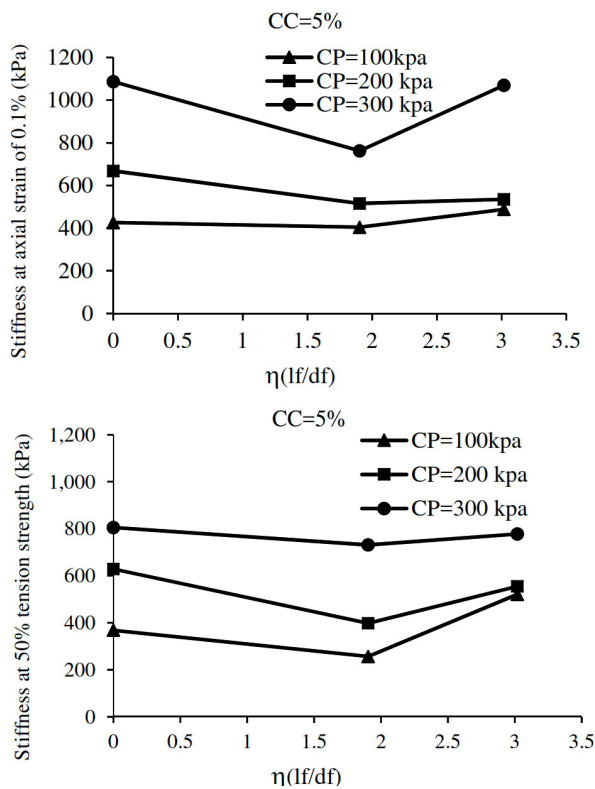 CC=5%
Stiffness at axial strain of 0.1% (kPa)
1200
1000
800
600
400
200
0
CP=100kpa
CP=200 kpa
CP=300 kpa
0 0.5 1 1.5 2 2.5 3 3.5
η(lf/df)
CC=5%
Stiffness at 50% tension strength (kPa)
1,200
1,000
800
600
400
200
0
CP=100kpa
CP=200 kpa
CP=300 kpa
0 0.5 1 1.5 2 2.5 3 3.5
η(lf/df)